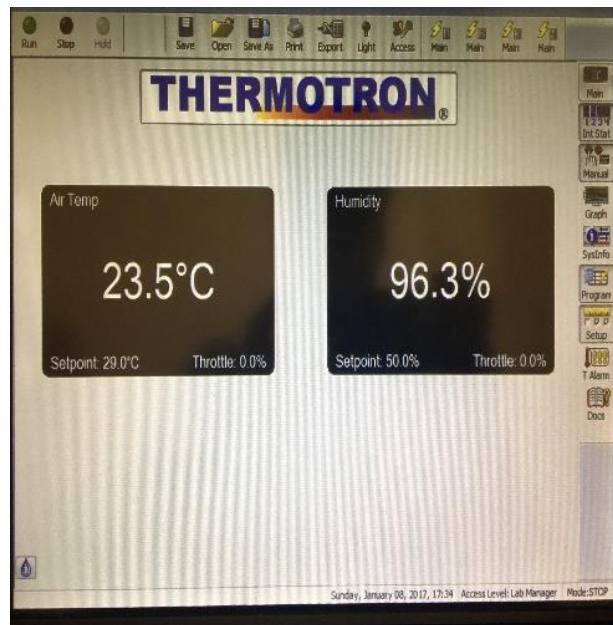 Run Stop Hold Save Open Save As Print Export Light Access Main Main Main Main
THERMOTRON®
Main
1234
Int Stat
Manual
Graph
SysInfo
Program
Setup
T Alarm
Docs
Air Temp
23.5°C
Setpoint: 29.0°C Throttle: 0.0%
Humidity
96.3%
Setpoint: 50.0% Throttle: 0.0%
Sunday, January 08, 2017, 17:34 Access Level: Lab Manager Mode:STOP